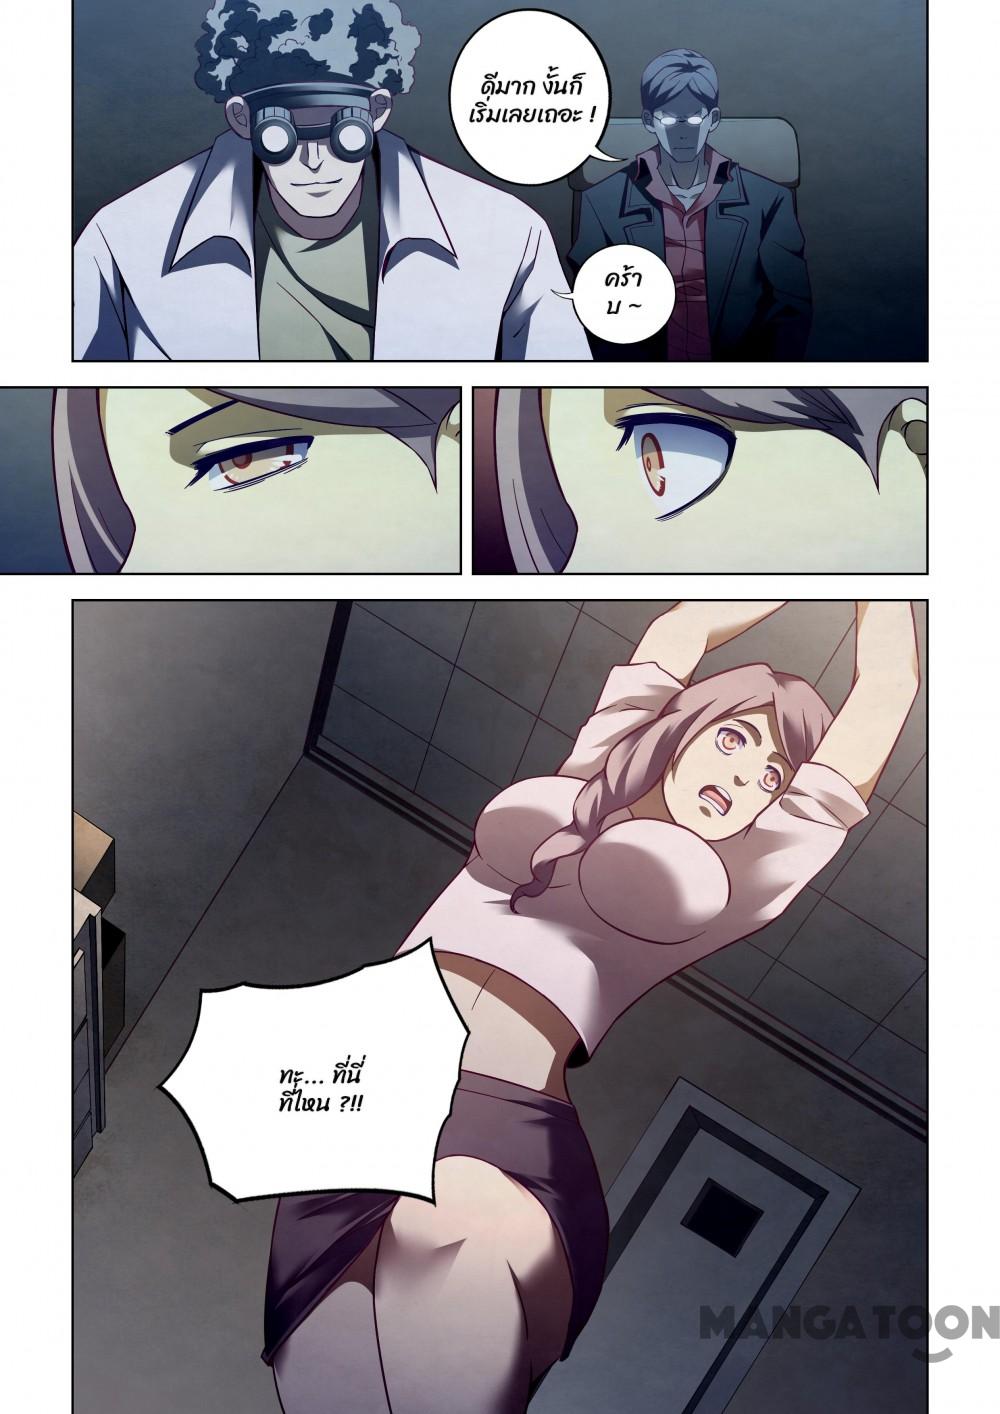 ดีมาก งั้นก็
เริ่มเลยเถอะ !
คร้า
บ ~
ทะ... ที่นี่
ที่ไหน ?!!
MANGATOON